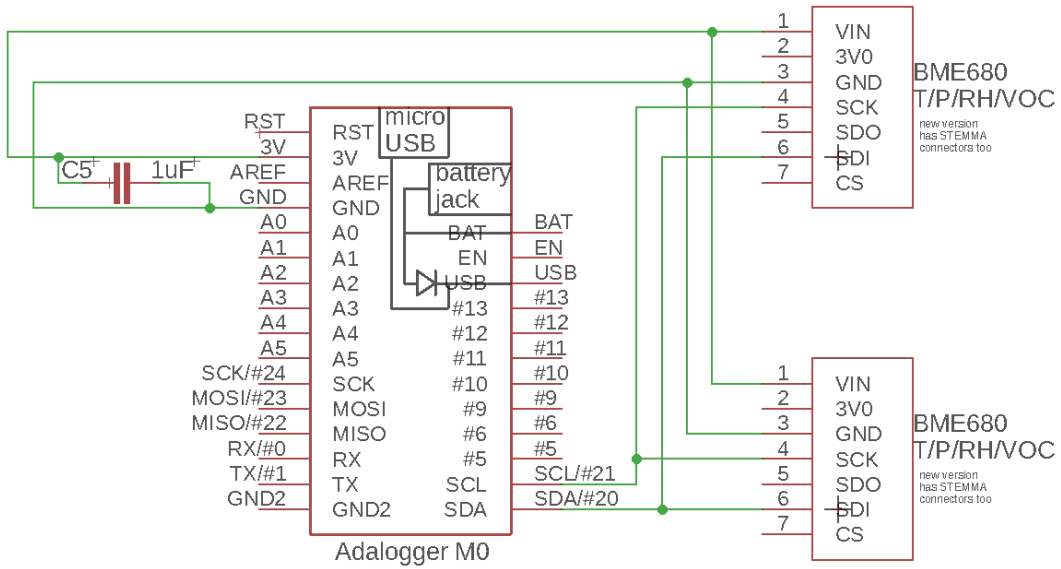 1 VIN
2 3V0
3 GND
4 SCK
5 SDO
6 SDI
7 CS
BME680
T/P/RH/VOC
new version
has STEMMA
connectors too
micro
USB
battery
jack
C5
1uF
RST RST
3V 3V
AREF AREF
GND GND
A0 A0
A1 A1
A2 A2
A3 A3
A4 A4
A5 A5
SCK/#24 SCK
MOSI/#23 MOSI
MISO/#22 MISO
RX/#0 RX
TX/#1 TX
GND2 GND2
BAT BAT
EN EN
USB USB
#13 #13
#12 #12
#11 #11
#10 #10
#9 #9
#6 #6
#5 #5
SCL SCL/#21
SDA SDA/#20
Adalogger M0
1 VIN
2 3V0
3 GND
4 SCK
5 SDO
6 SDI
7 CS
BME680
T/P/RH/VOC
new version
has STEMMA
connectors too